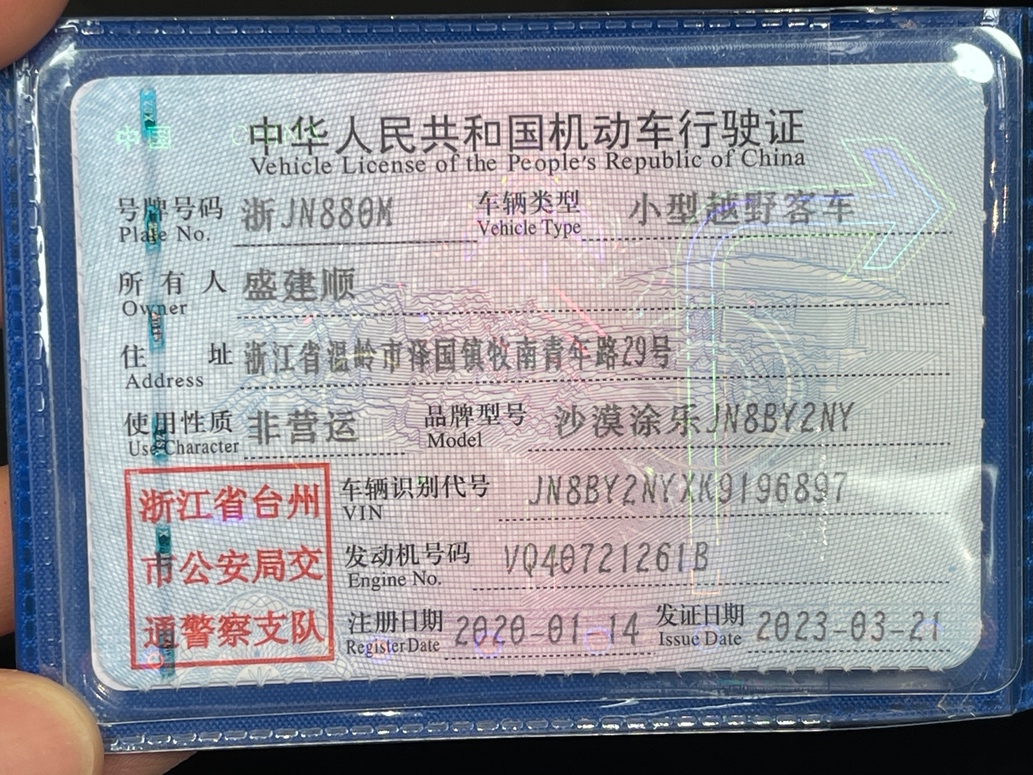 中国
中华人民共和国机动车行驶证
Vehicle License of the People's Republic of China
号牌号码 浙JN880M 车辆类型 小型越野客车
Plate No. Vehicle Type
所有人 盛建顺
Owner
住址 浙江省温岭市泽国镇牧南青年路29号
Address
使用性质 非营运 品牌型号 沙漠涂乐JN8BY2NY
Use Character Model
浙江省台州
市公安局交
通警察支队
车辆识别代号 JN8BY2NYXK9196897
VIN
发动机号码 VQ40721261B
Engine No.
注册日期 2020-01-14 发证日期 2023-03-21
Register Date Issue Date